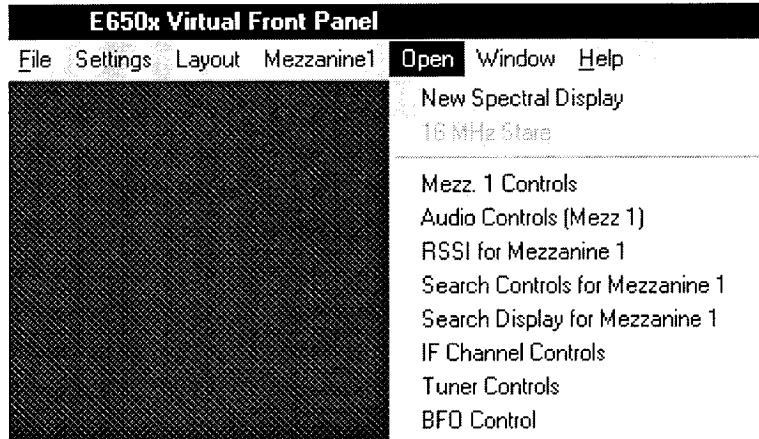 E650x Virtual Front Panel
File Settings Layout Mezzanine1 Open Window Help
New Spectral Display
16 MHz Stare
Mezz. 1 Controls
Audio Controls (Mezz 1)
RSSI for Mezzanine 1
Search Controls for Mezzanine 1
Search Display for Mezzanine 1
IF Channel Controls
Tuner Controls
BFO Control